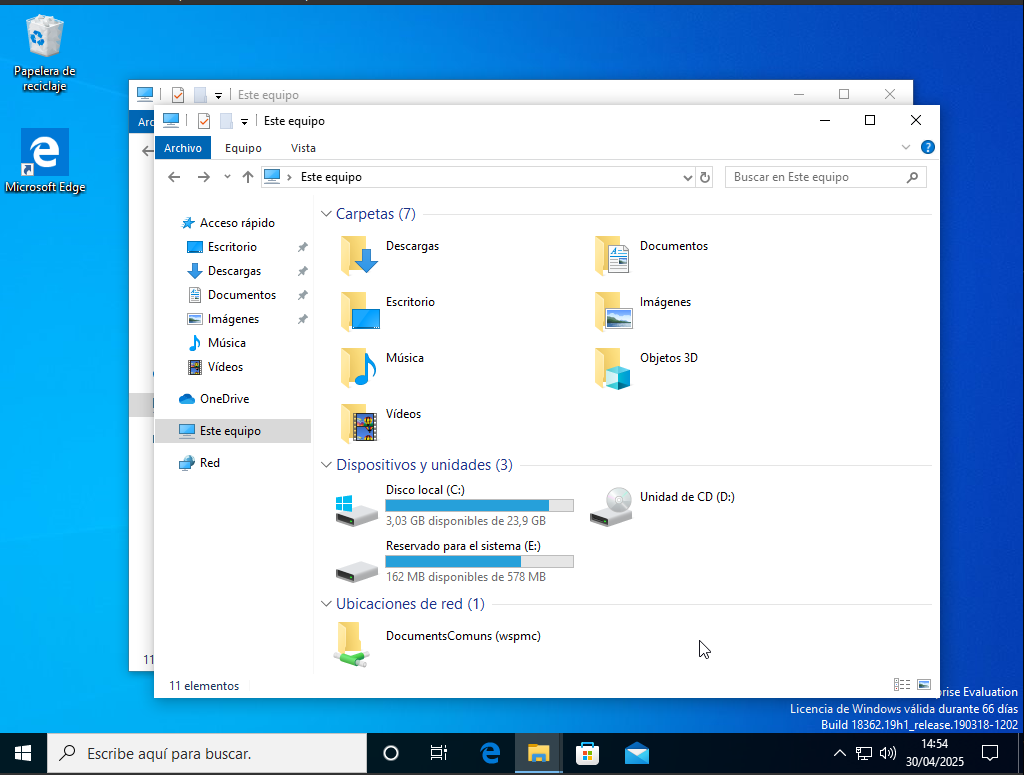 Papelera de
reciclaje
Microsoft Edge
Este equipo
Este equipo
Archivo
Equipo
Vista
Este equipo
Buscar en Este equipo
Acceso rápido
Escritorio
Descargas
Documentos
Imágenes
Música
Vídeos
OneDrive
Este equipo
Red
Carpetas (7)
Descargas
Documentos
Escritorio
Imágenes
Música
Objetos 3D
Vídeos
Dispositivos y unidades (3)
Disco local (C:)
3,03 GB disponibles de 23,9 GB
Unidad de CD (D:)
Reservado para el sistema (E:)
162 MB disponibles de 578 MB
Ubicaciones de red (1)
DocumentsComuns (wspmc)
11
11 elementos
Evaluation
Licencia de Windows válida durante 66 días
Build 18362.19h1_release.190318-1202
Escribe aquí para buscar.
14:54
30/04/2025